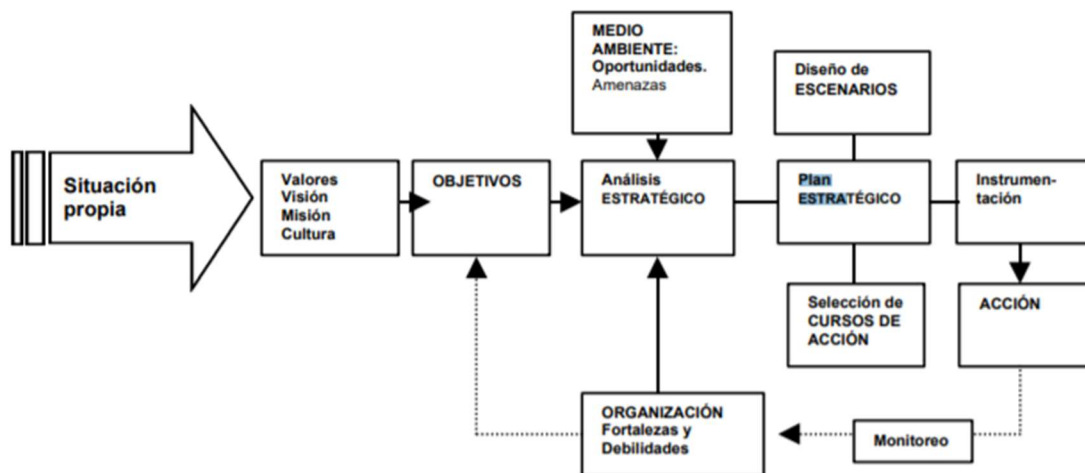 MEDIO
AMBIENTE:
Oportunidades.
Amenazas
Diseño de
ESCENARIOS
Situación
propia
Valores
Visión
Misión
Cultura
OBJETIVOS
Análisis
ESTRATÉGICO
Plan
ESTRATÉGICO
Instrumen-
tación
Selección de
CURSOS DE
ACCIÓN
ACCIÓN
ORGANIZACIÓN
Fortalezas y
Debilidades
Monitoreo